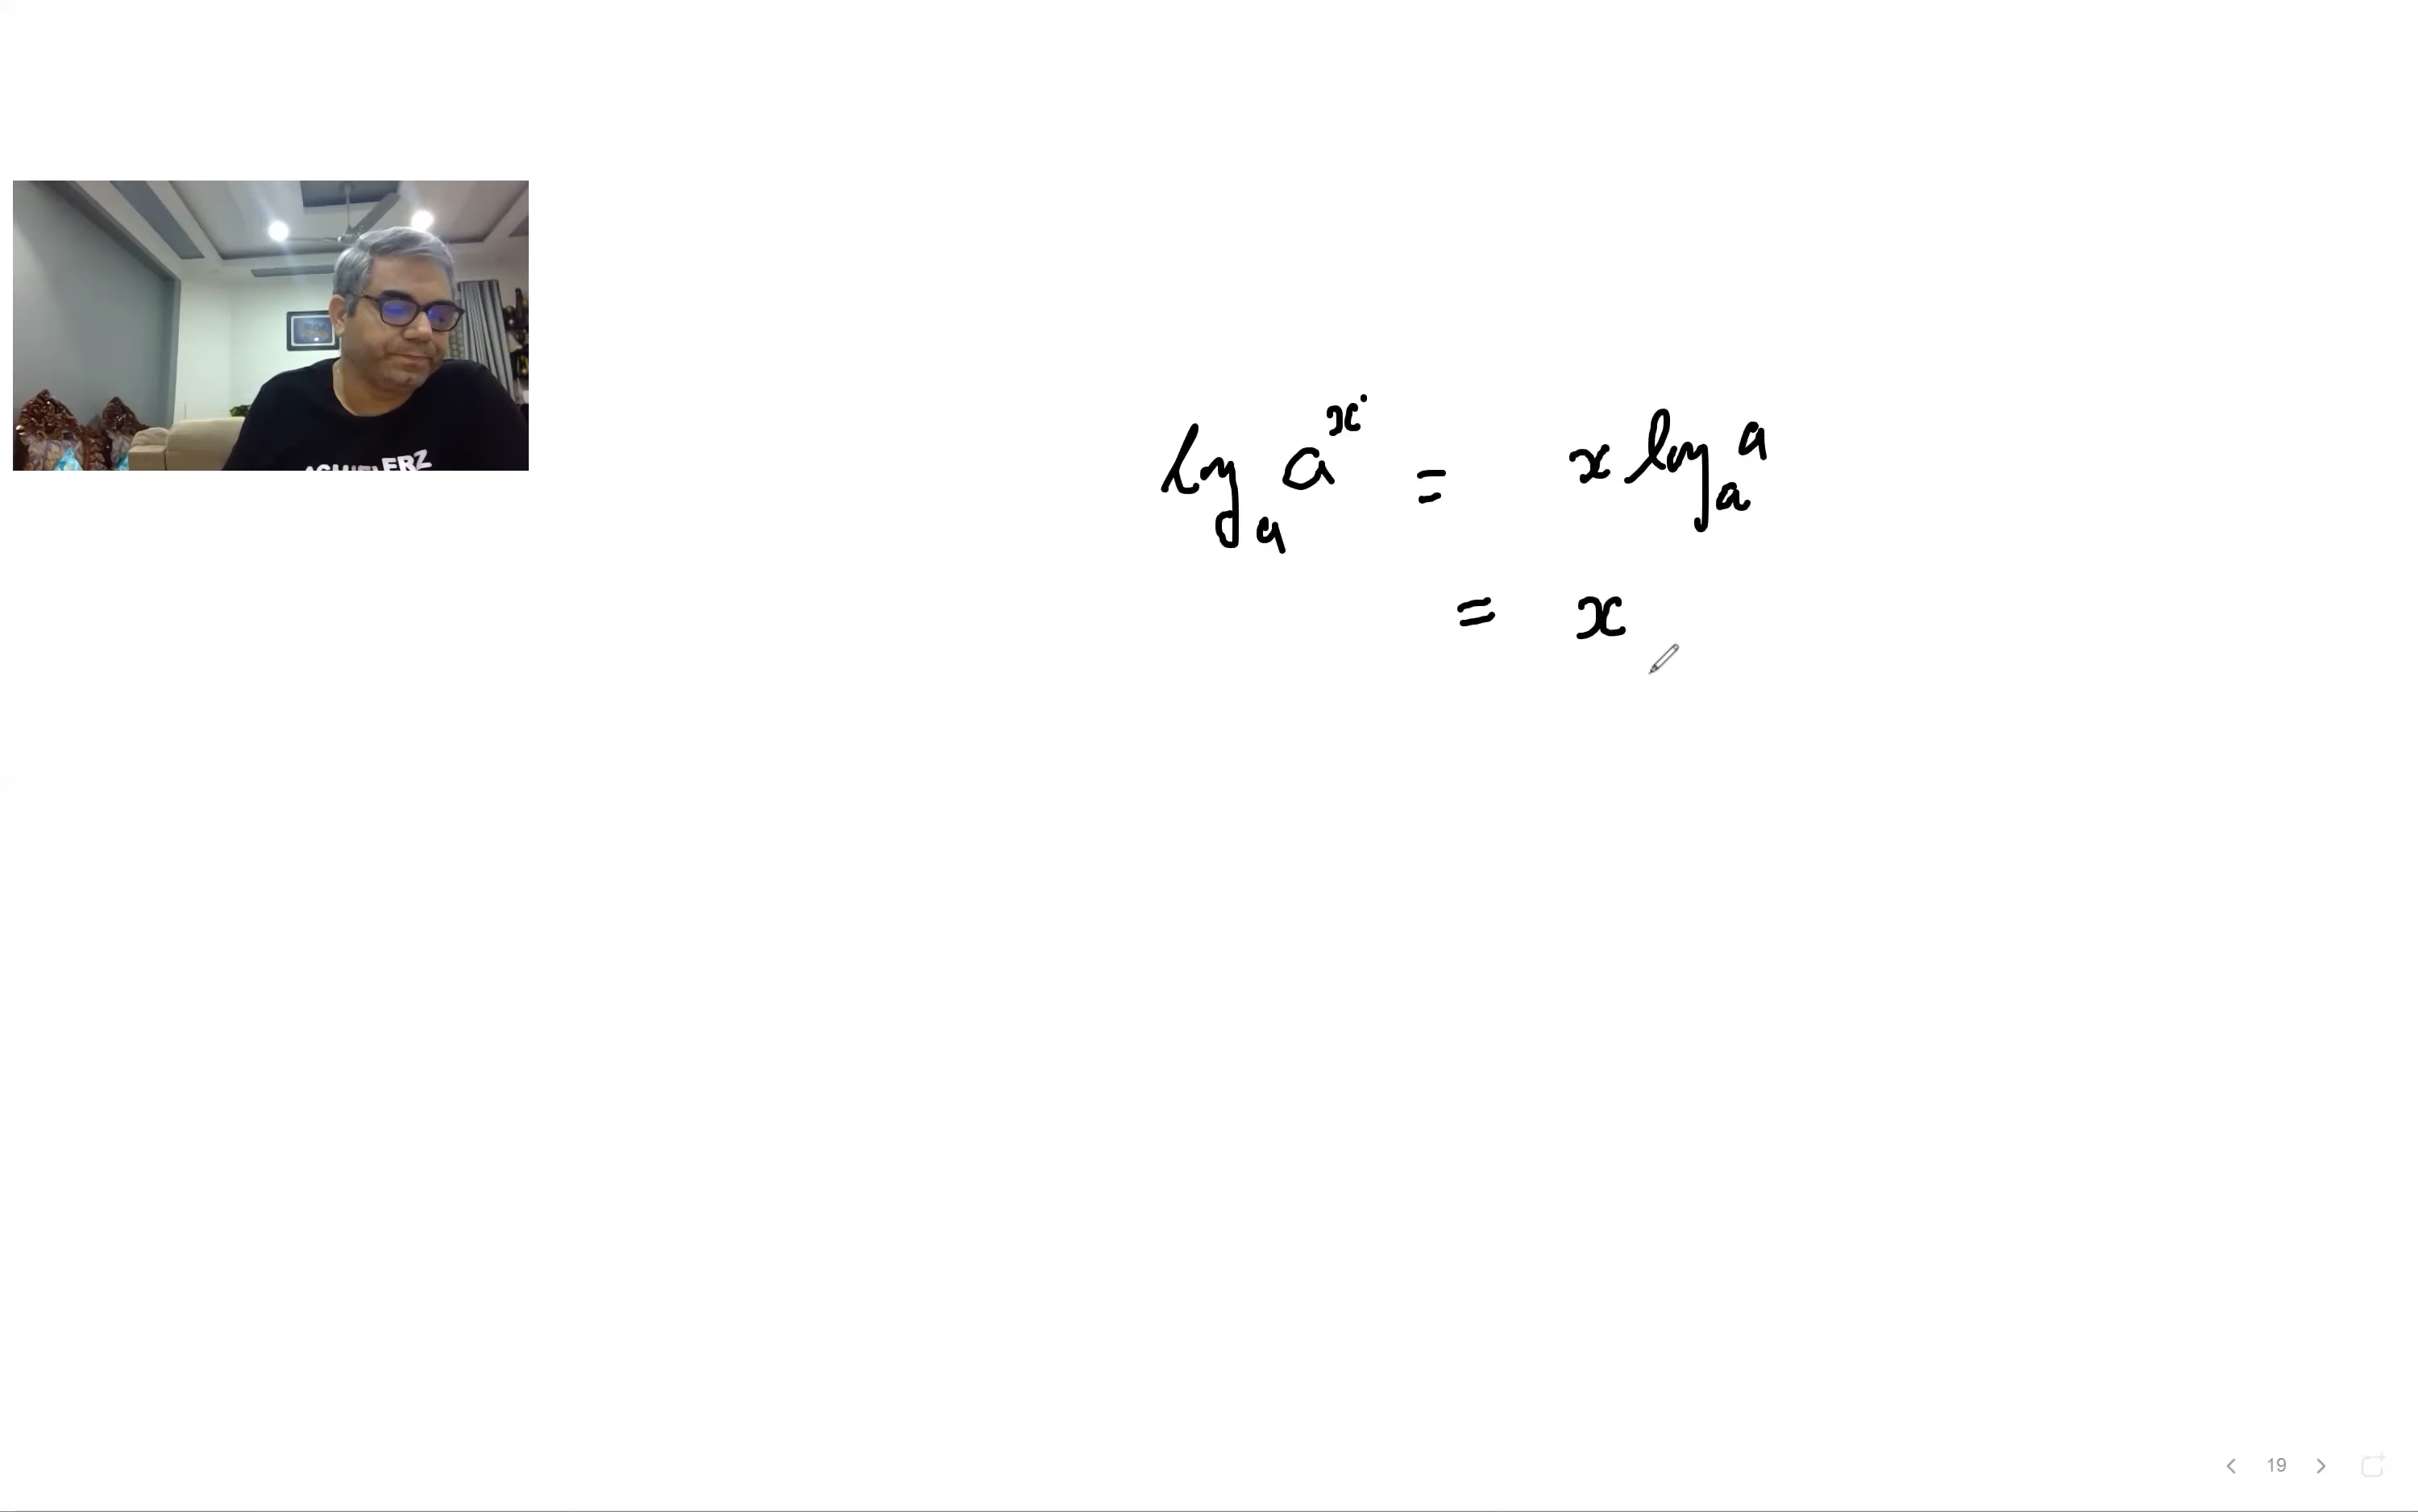 log_a a^x = x log_a a
= x
19